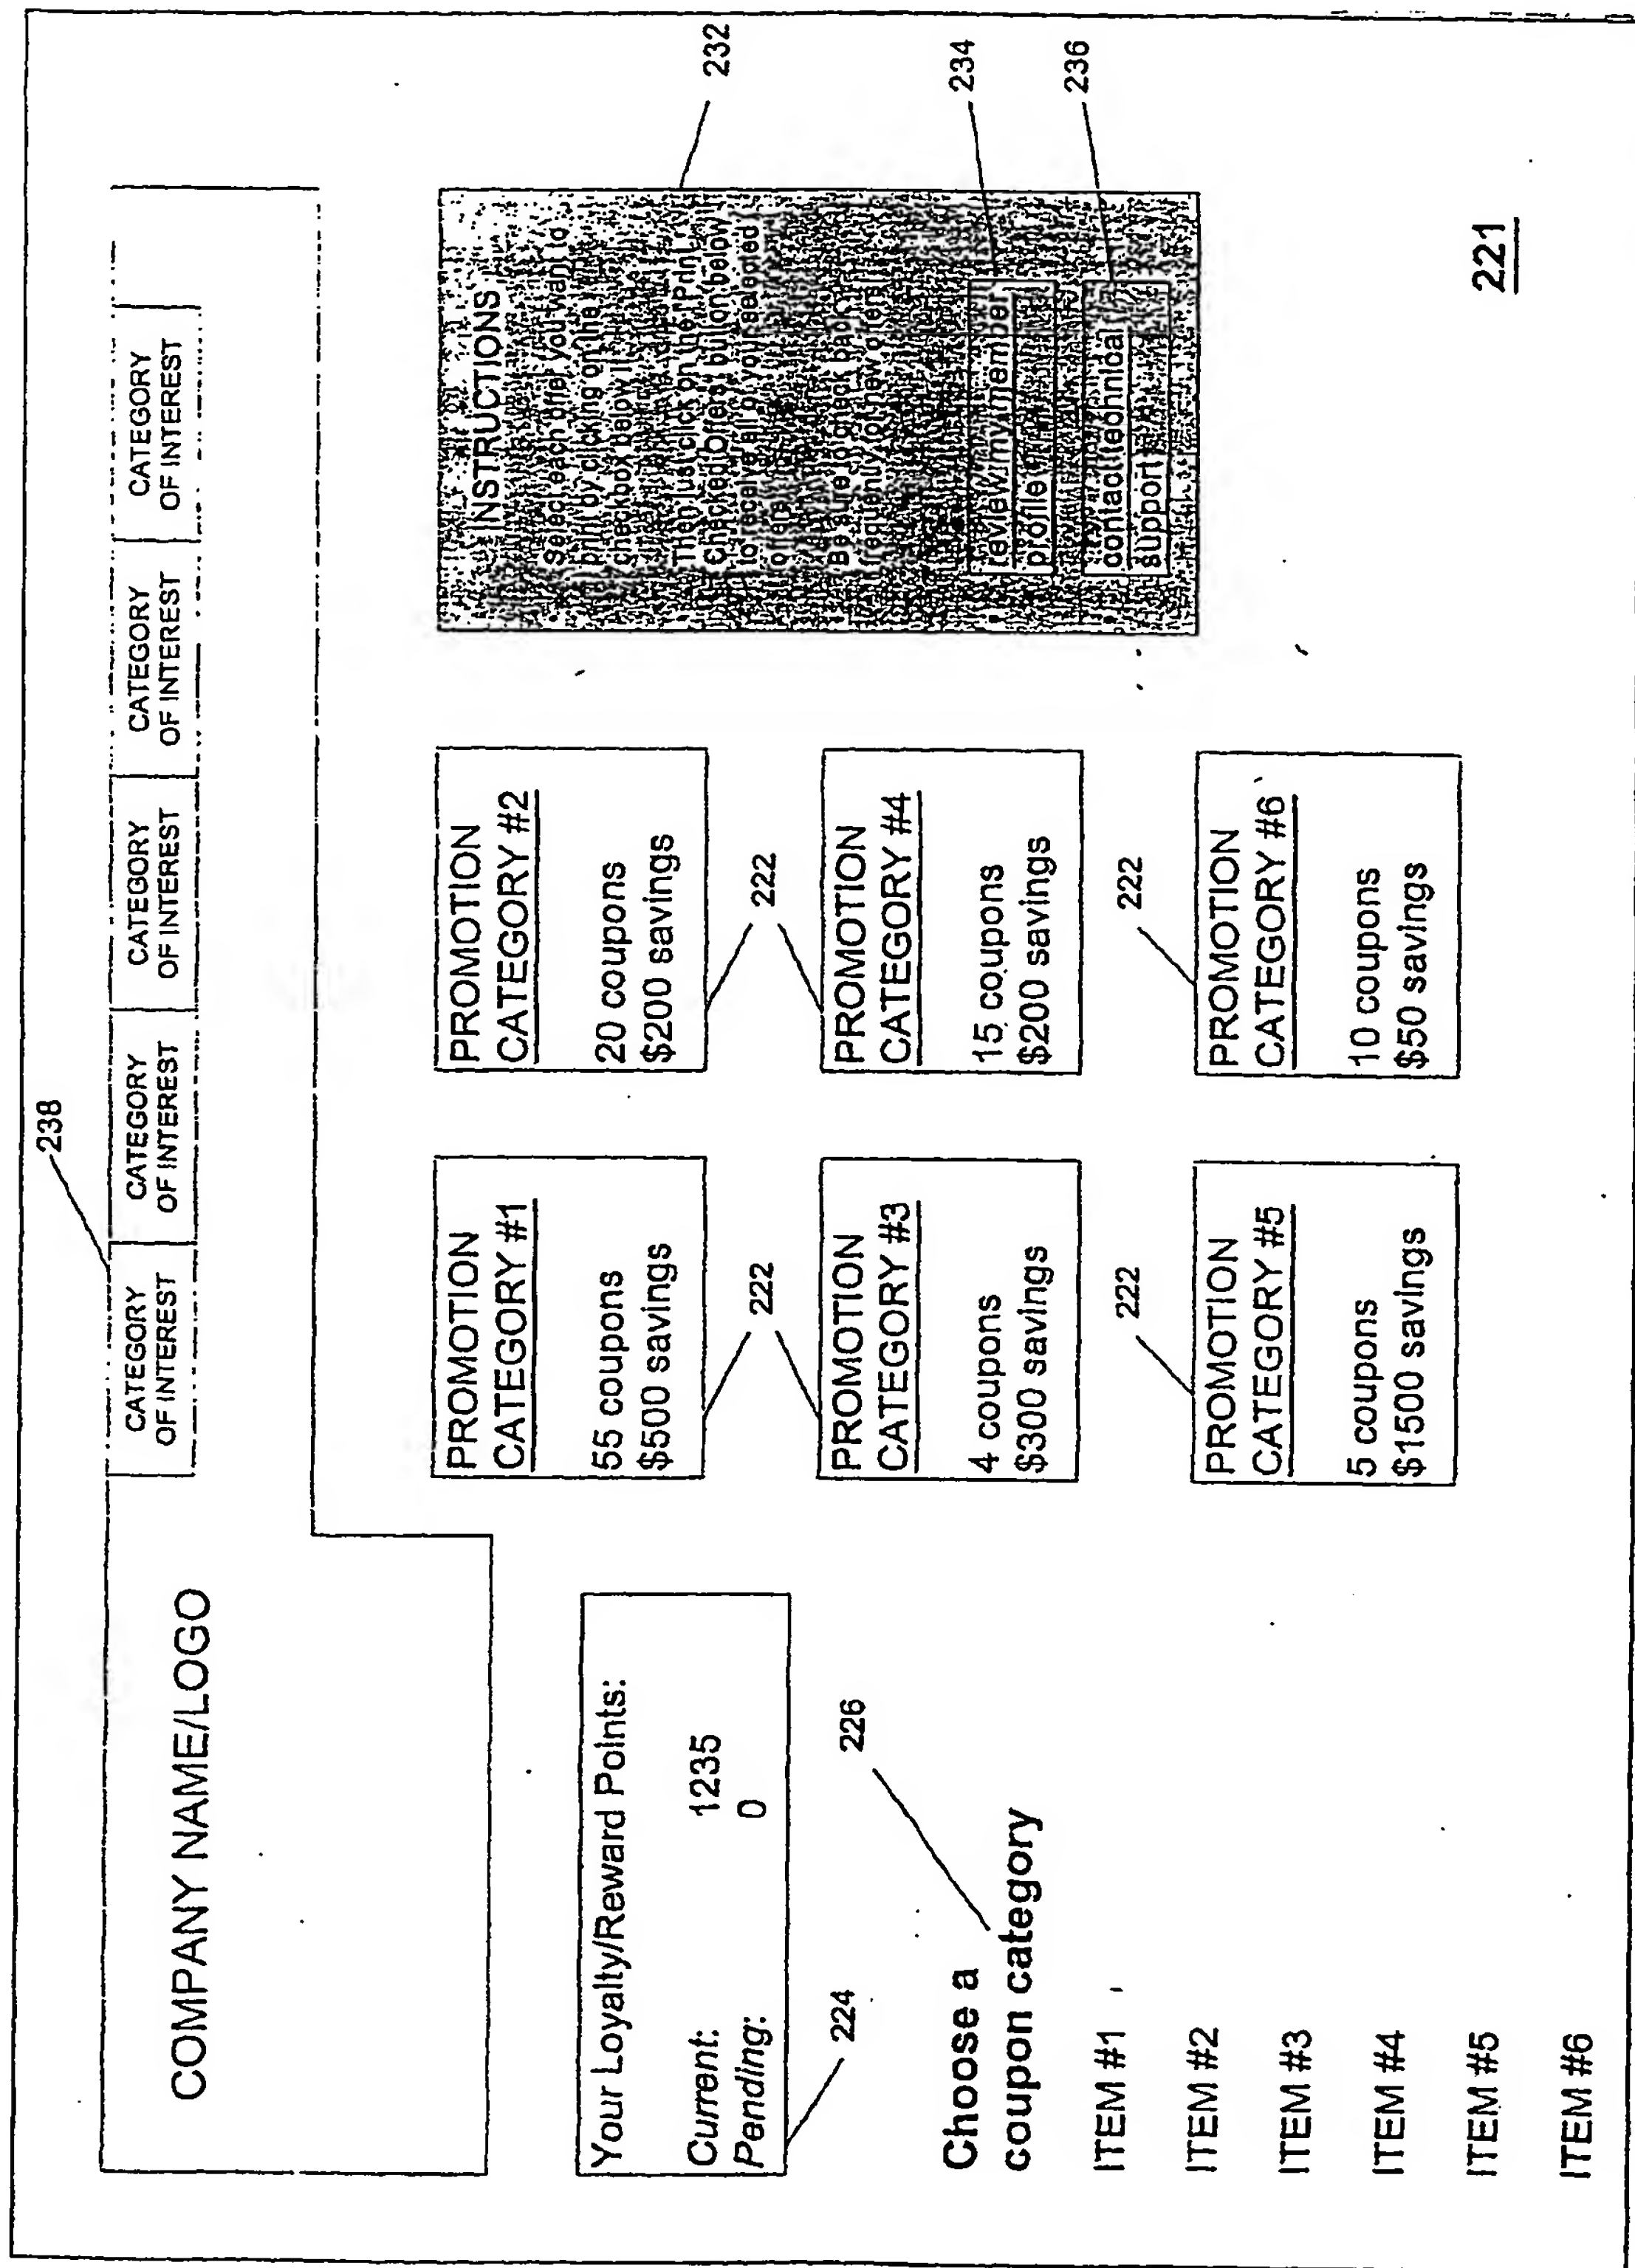 238
CATEGORY
OF INTEREST
CATEGORY
OF INTEREST
CATEGORY
OF INTEREST
CATEGORY
OF INTEREST
CATEGORY
OF INTEREST
COMPANY NAME/LOGO
Your Loyalty/Reward Points:
Current: 1235
Pending: 0
224
226
Choose a
coupon category
ITEM #1
ITEM #2
ITEM #3
ITEM #4
ITEM #5
ITEM #6
PROMOTION
CATEGORY #1
55 coupons
$500 savings
PROMOTION
CATEGORY #2
20 coupons
$200 savings
222
222
PROMOTION
CATEGORY #3
4 coupons
$300 savings
PROMOTION
CATEGORY #4
15 coupons
$200 savings
222
222
PROMOTION
CATEGORY #5
5 coupons
$1500 savings
PROMOTION
CATEGORY #6
10 coupons
$50 savings
INSTRUCTIONS
Select each offer you want to
print by clicking on the
checkbox below it.
Then just click on the "Print
Checked Offers" button below
to receive all of your selected
offers.
Be sure to check back
frequently for new offers!
review my member
profile
contact technical
support
232
234
236
221